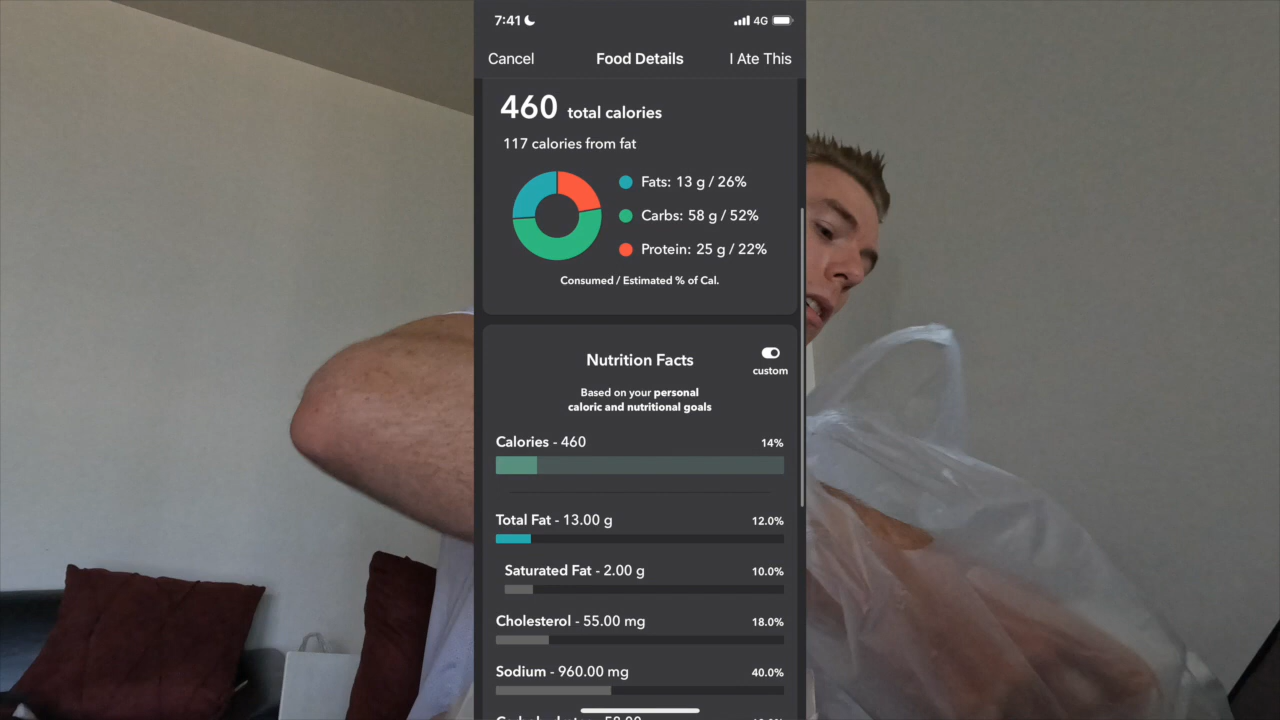 7:41
4G
Cancel
Food Details
I Ate This
460 total calories
117 calories from fat
Fats: 13 g / 26%
Carbs: 58 g / 52%
Protein: 25 g / 22%
Consumed / Estimated % of Cal.
Nutrition Facts
custom
Based on your personal
caloric and nutritional goals
Calories - 460 14%
Total Fat - 13.00 g 12.0%
Saturated Fat - 2.00 g 10.0%
Cholesterol - 55.00 mg 18.0%
Sodium - 960.00 mg 40.0%